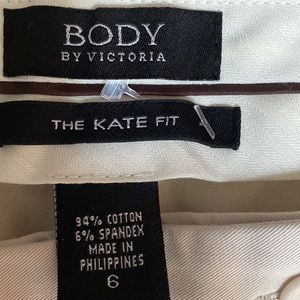 BODY
BY VICTORIA
THE KATE FIT
94% COTTON
6% SPANDEX
MADE IN
PHILIPPINES
6